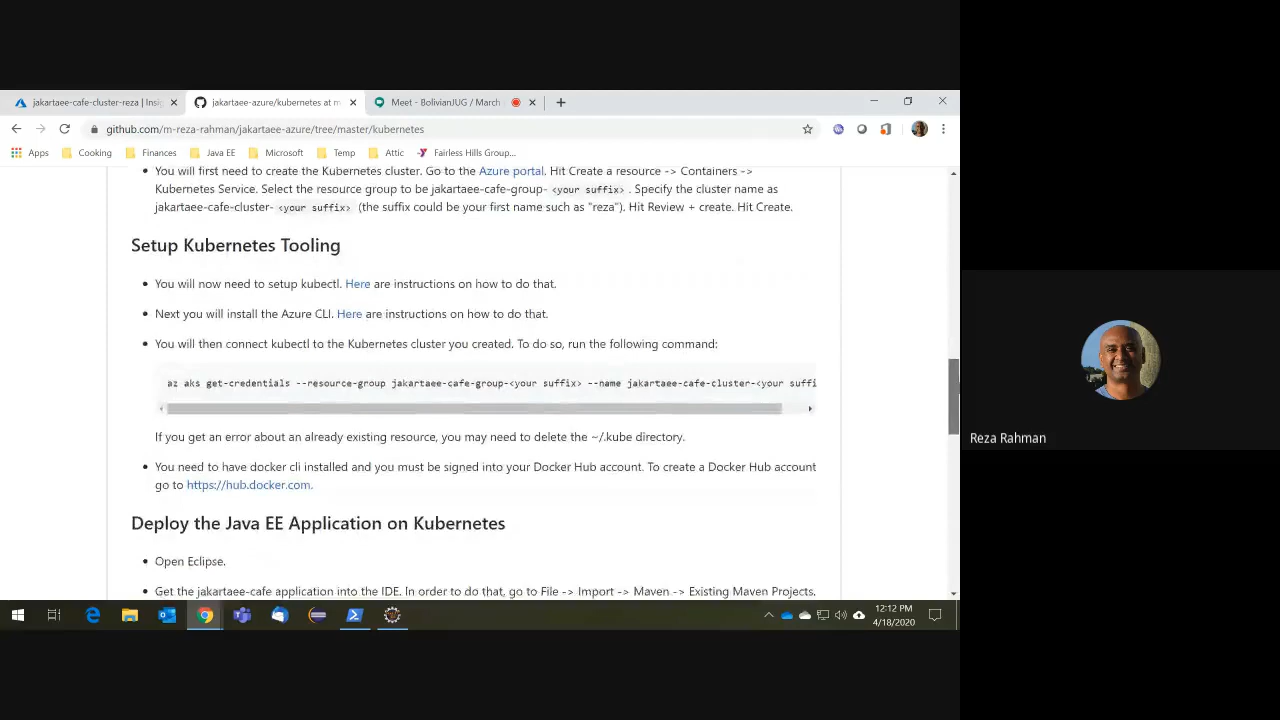 jakartaee-cafe-cluster-reza | Insi
jakartaee-azure/kubernetes at m
Meet - BolivianJUG / March
github.com/m-reza-rahman/jakartaee-azure/tree/master/kubernetes
Apps Cooking Finances Java EE Microsoft Temp Attic Fairless Hills Group...
You will first need to create the Kubernetes cluster. Go to the Azure portal. Hit Create a resource -> Containers ->
Kubernetes Service. Select the resource group to be jakartaee-cafe-group- <your suffix> . Specify the cluster name as
jakartaee-cafe-cluster- <your suffix> (the suffix could be your first name such as "reza"). Hit Review + create. Hit Create.
Setup Kubernetes Tooling
You will now need to setup kubectl. Here are instructions on how to do that.
Next you will install the Azure CLI. Here are instructions on how to do that.
You will then connect kubectl to the Kubernetes cluster you created. To do so, run the following command:
az aks get-credentials --resource-group jakartaee-cafe-group-<your suffix> --name jakartaee-cafe-cluster-<your suffi
If you get an error about an already existing resource, you may need to delete the ~/.kube directory.
You need to have docker cli installed and you must be signed into your Docker Hub account. To create a Docker Hub account
go to https://hub.docker.com.
Deploy the Java EE Application on Kubernetes
Open Eclipse.
Get the jakartaee-cafe application into the IDE. In order to do that, go to File -> Import -> Maven -> Existing Maven Projects.
12:12 PM
4/18/2020
Reza Rahman